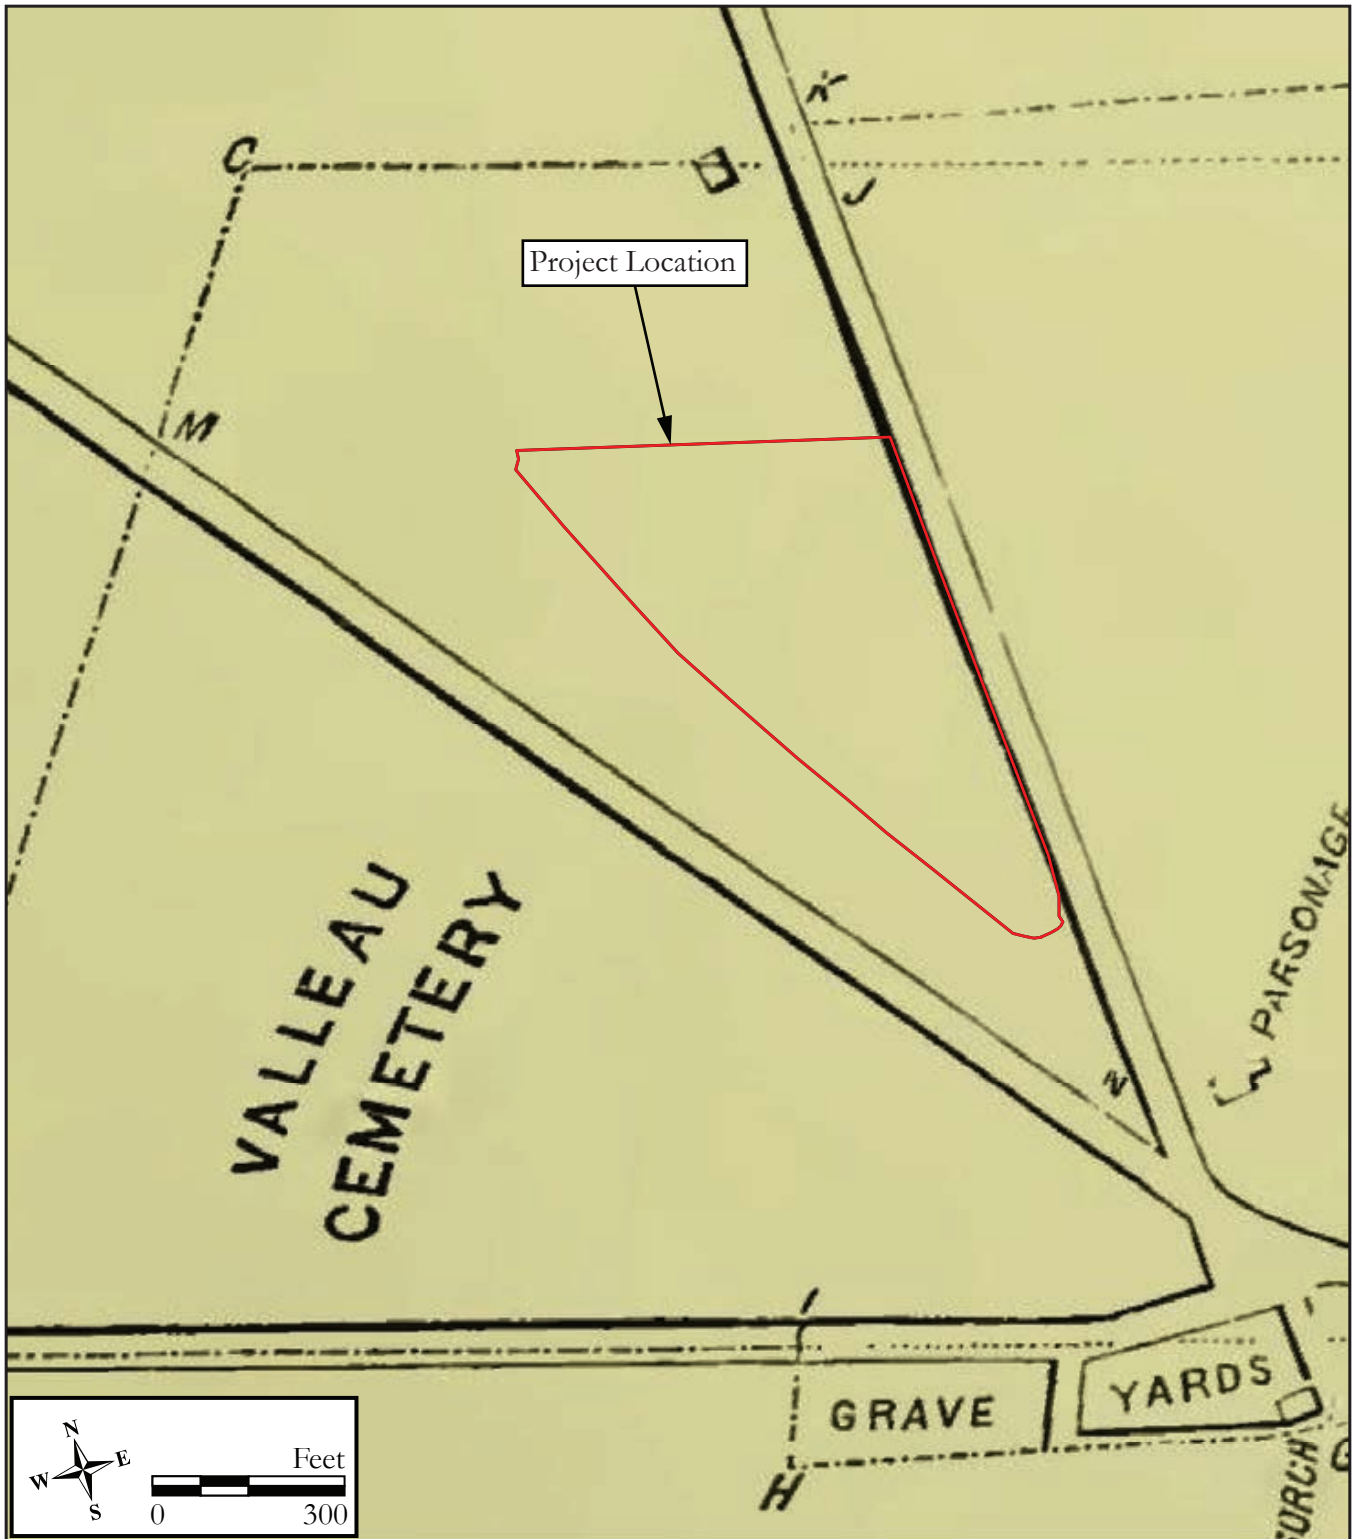 K
C
J
Project Location
M
PARSONAGE
VALLEAU
CEMETERY
N
I
YARDS
GRAVE
H
G
N
E
W
S
Feet
0
300